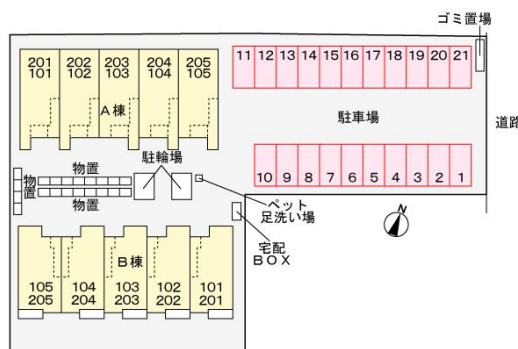 ゴミ置場
201 202 203 204 205
101 102 103 104 105
A棟
11 12 13 14 15 16 17 18 19 20 21
駐車場
道路
駐輪場
物置
物置
物置
10 9 8 7 6 5 4 3 2 1
ペット
足洗い場
N
宅配
BOX
B棟
105 104 103 102 101
205 204 203 202 201